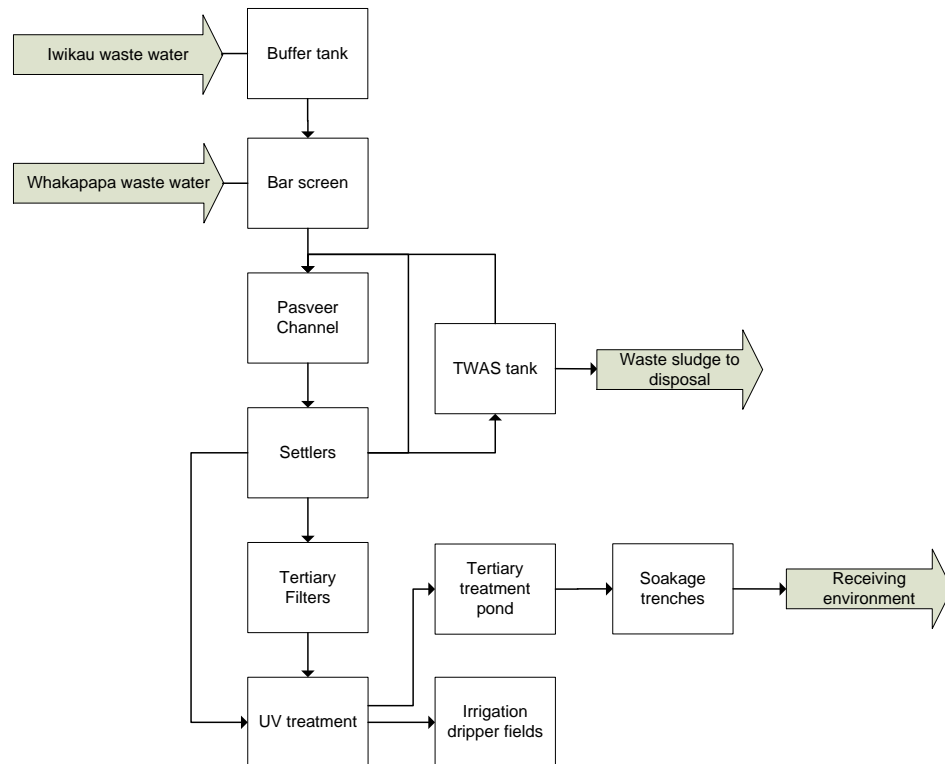 Iwikau waste water
Buffer tank
Whakapapa waste water
Bar screen
Pasveer
Channel
TWAS tank
Waste sludge to
disposal
Settlers
Tertiary
Filters
Tertiary
treatment
pond
Soakage
trenches
Receiving
environment
UV treatment
Irrigation
dripper fields